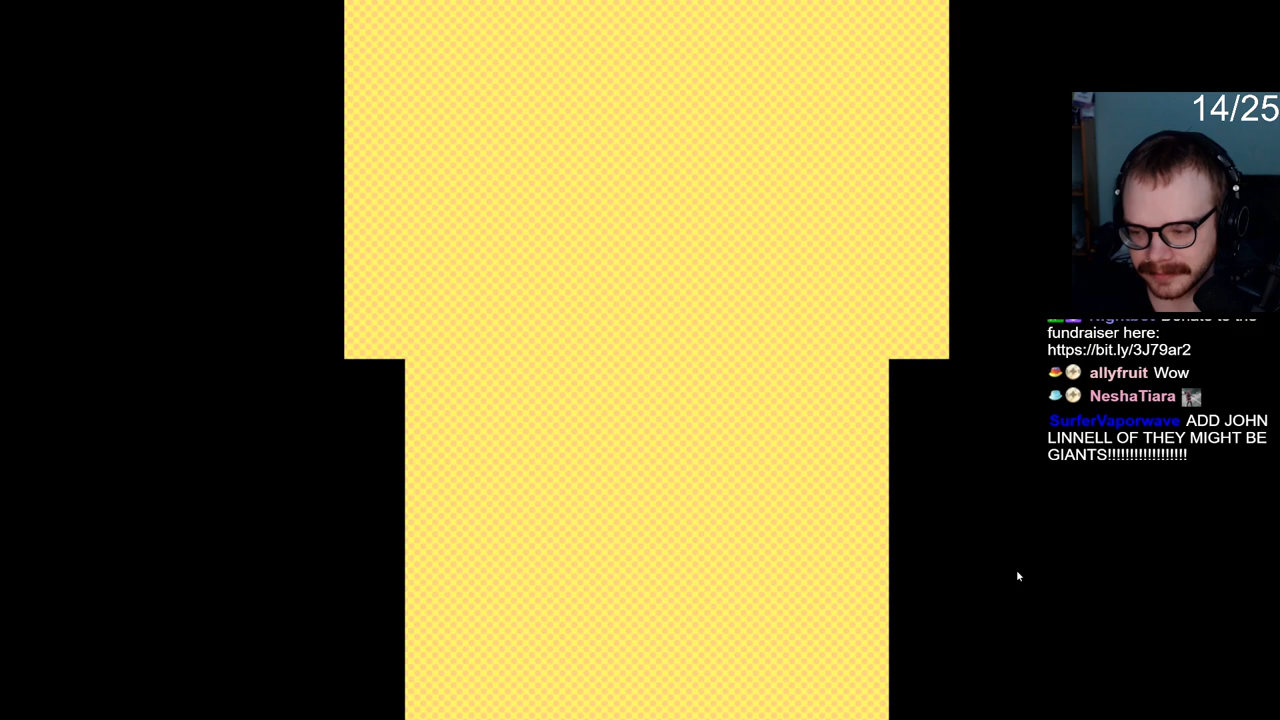 14/25
fundraiser here:
https://bit.ly/3J79ar2
allyfruit Wow
NeshaTiara
SurferVaporwave ADD JOHN
LINNELL OF THEY MIGHT BE
GIANTS!!!!!!!!!!!!!!!!!!